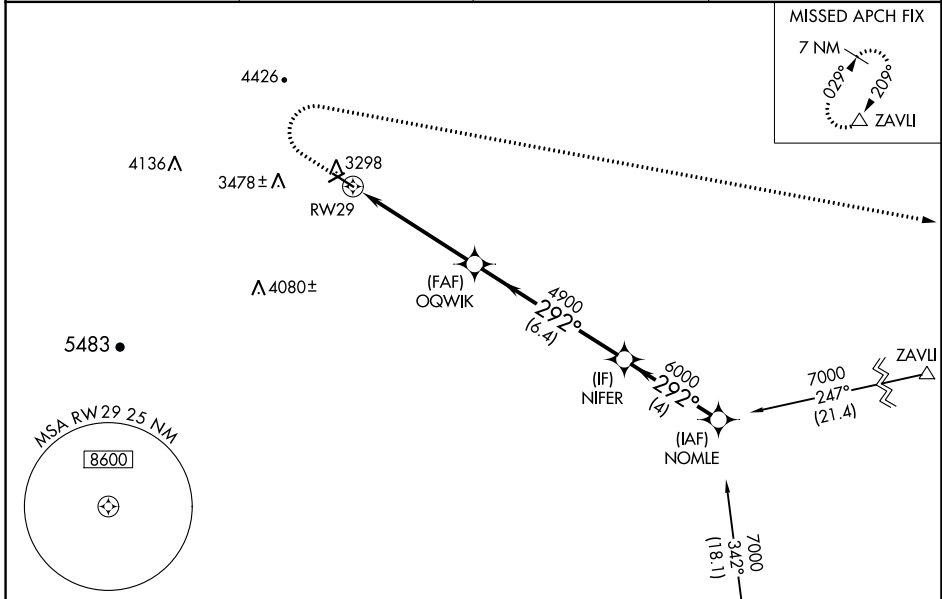 MISSED APCH FIX
7 NM
029°
209°
ZAVLI
4426
4136
3478±
3298
RW29
(FAF)
OQWIK
4080±
4900
292°
(6.4)
5483
(IF)
NIFER
6000
292°
(4)
ZAVLI
7000
247°
(21.4)
(IAF)
NOMLE
MSA RW 29 25 NM
8600
7000
342°
(18.1)